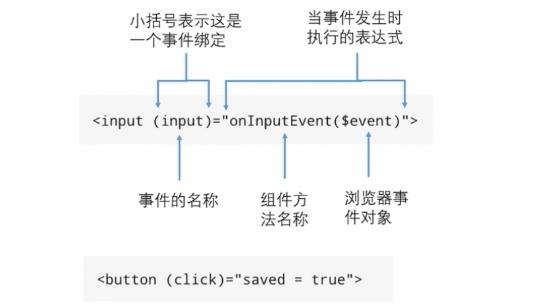 小括号表示这是
一个事件绑定
当事件发生时
执行的表达式
<input (input)="onInputEvent($event)">
事件的名称
组件方
法名称
浏览器事
件对象
<button (click)="saved = true">